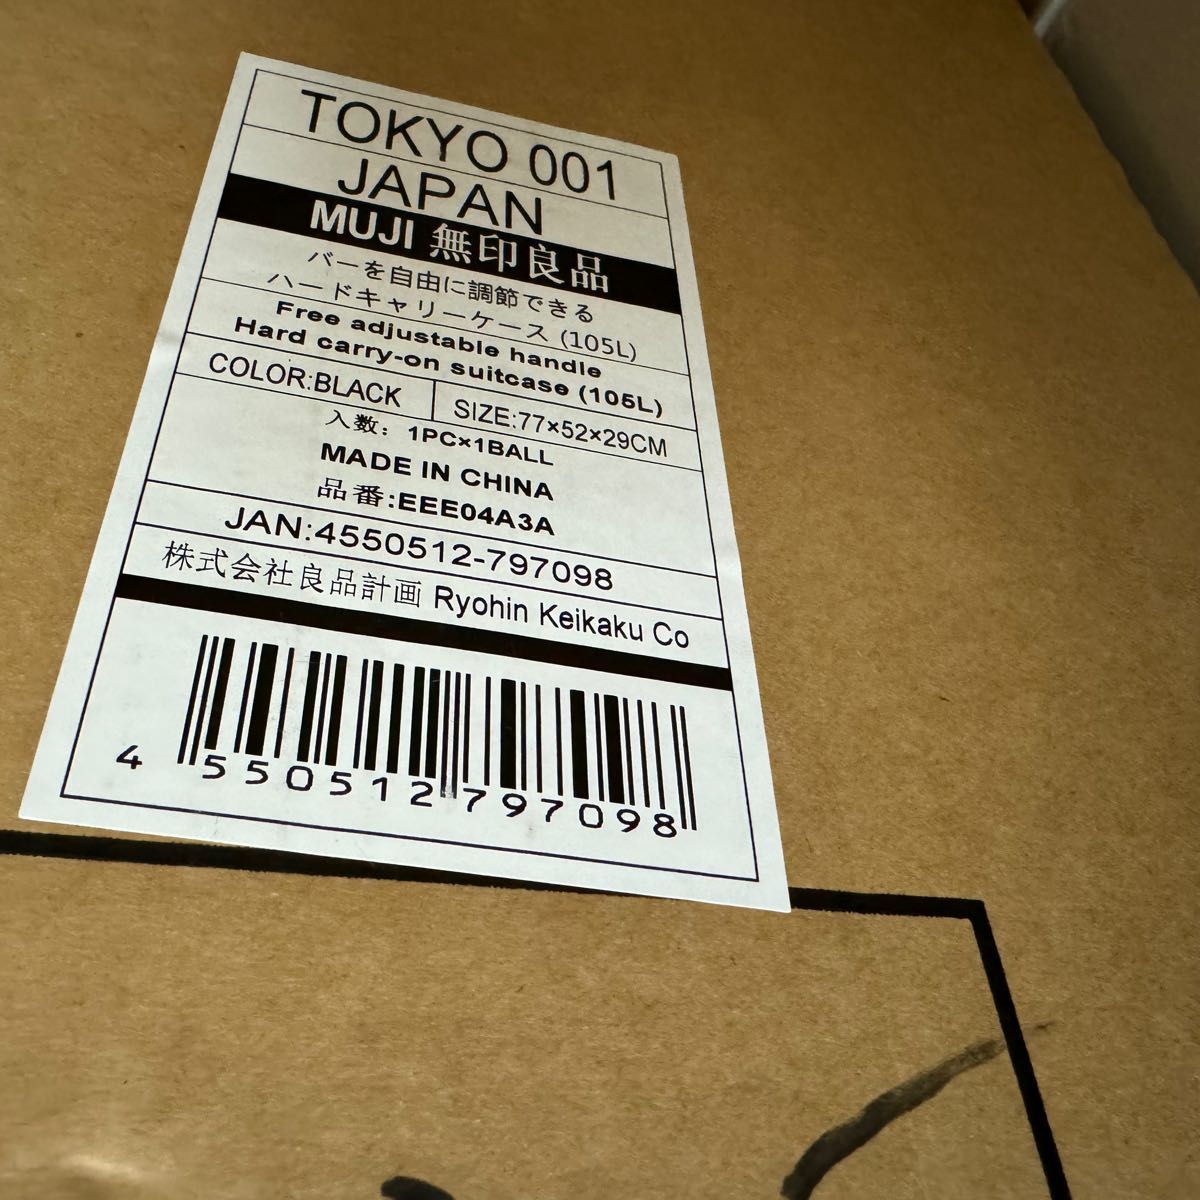 TOKYO 001
JAPAN
MUJI 無印良品
バーを自由に調節できる
ハードキャリーケース (105L)
Free adjustable handle
Hard carry-on suitcase (105L)
COLOR:BLACK
SIZE:77×52×29CM
入数: 1PC×1BALL
MADE IN CHINA
品番:EEE04A3A
JAN:4550512-797098
株式会社良品計画 Ryohin Keikaku Co
4 550512 797098